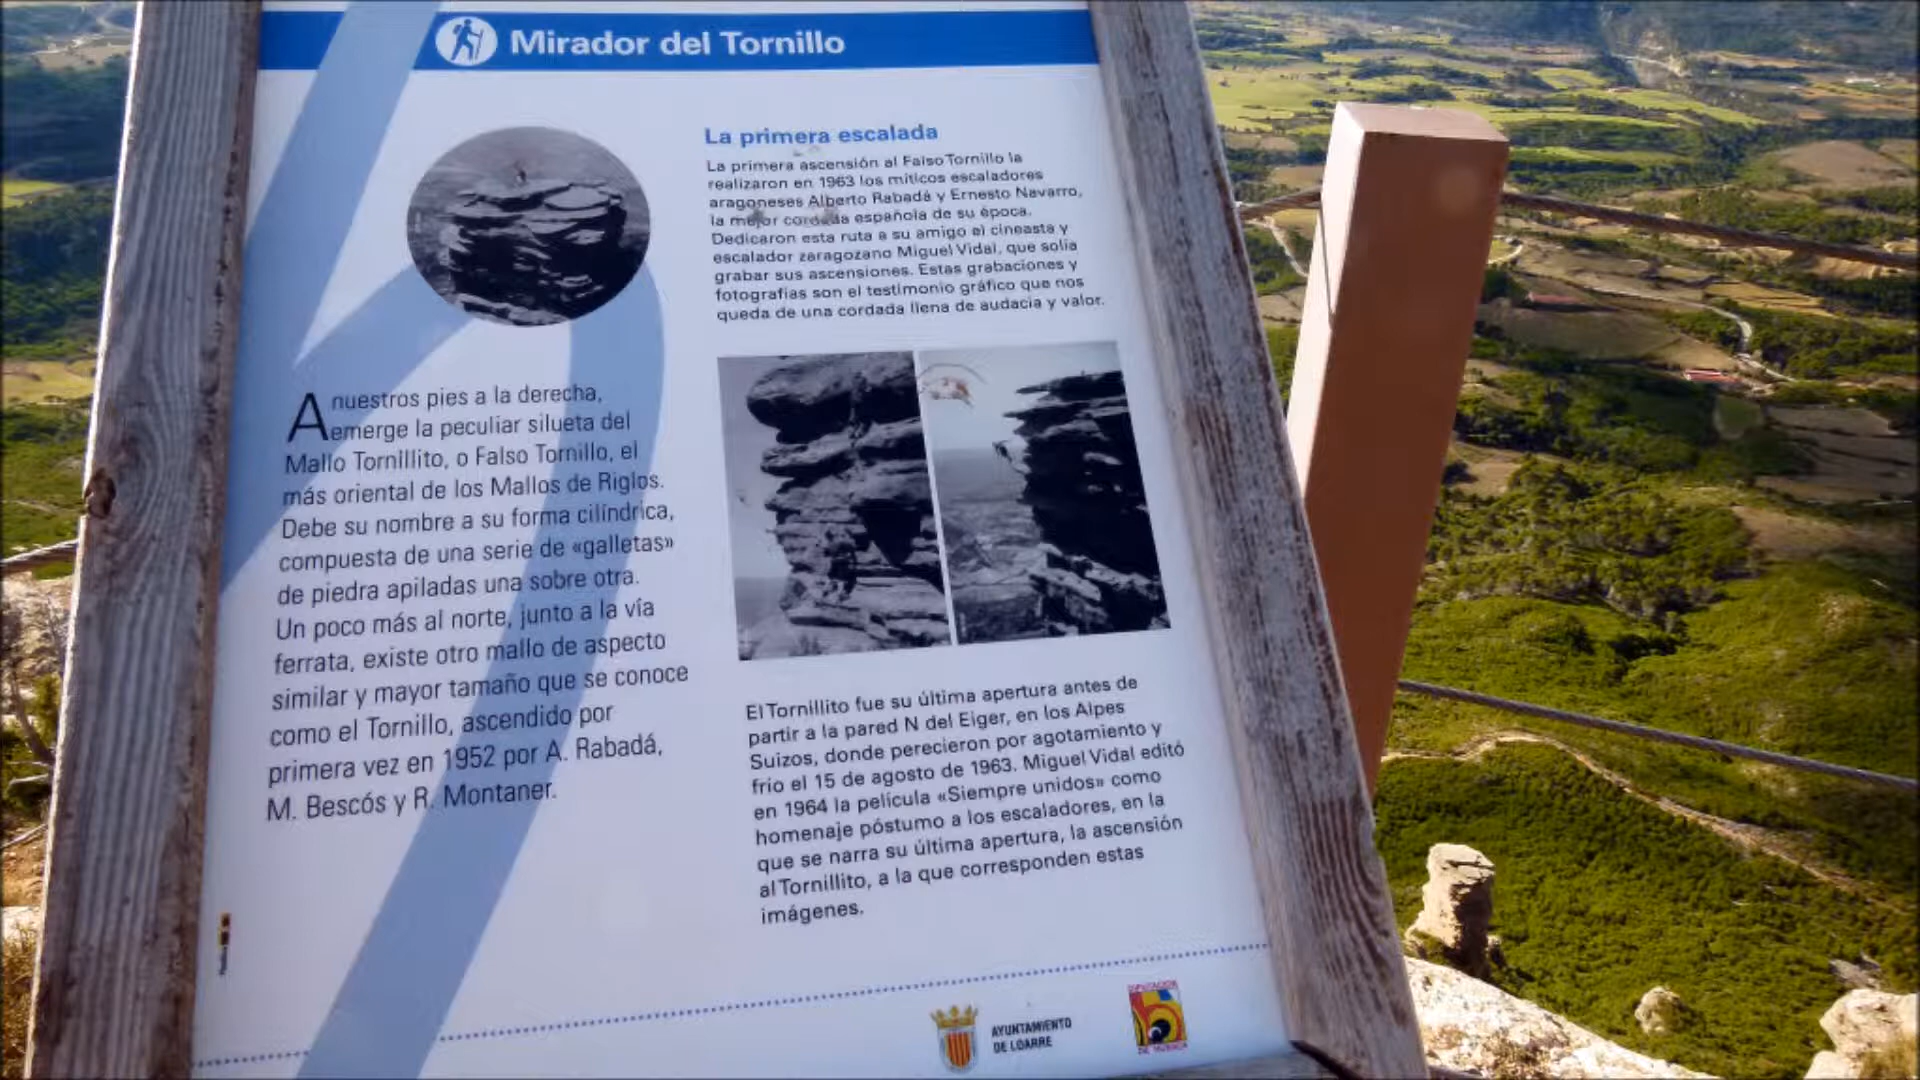 Mirador del Tornillo
A nuestros pies a la derecha,
emerge la peculiar silueta del
Mallo Tornillito, o Falso Tornillo, el
más oriental de los Mallos de Riglos.
Debe su nombre a su forma cilíndrica,
compuesta de una serie de «galletas»
de piedra apiladas una sobre otra.
Un poco más al norte, junto a la vía
ferrata, existe otro mallo de aspecto
similar y mayor tamaño que se conoce
como el Tornillo, ascendido por
primera vez en 1952 por A. Rabadá,
M. Bescós y R. Montaner.
La primera escalada
La primera ascensión al Falso Tornillo la
realizaron en 1963 los míticos escaladores
aragoneses Alberto Rabadá y Ernesto Navarro,
la mejor cordada española de su época.
Dedicaron esta ruta a su amigo el cineasta y
escalador zaragozano Miguel Vidal, que solía
grabar sus ascensiones. Estas grabaciones y
fotografías son el testimonio gráfico que nos
queda de una cordada llena de audacia y valor.
El Tornillito fue su última apertura antes de
partir a la pared N del Eiger, en los Alpes
Suizos, donde perecieron por agotamiento y
frío el 15 de agosto de 1963. Miguel Vidal editó
en 1964 la película «Siempre unidos» como
homenaje póstumo a los escaladores, en la
que se narra su última apertura, la ascensión
al Tornillito, a la que corresponden estas
imágenes.
AYUNTAMIENTO
DE LOARRE
DIPUTACION
DE HUESCA